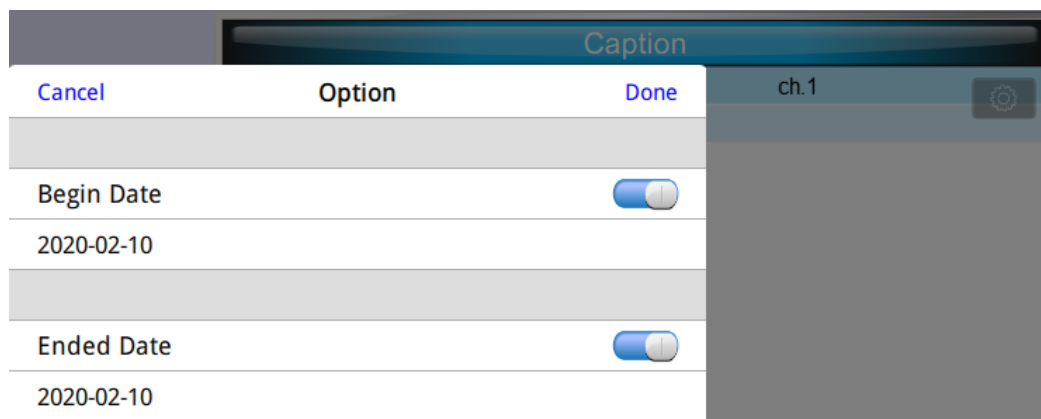 Caption
Cancel Option Done
ch.1
Begin Date
2020-02-10
Ended Date
2020-02-10